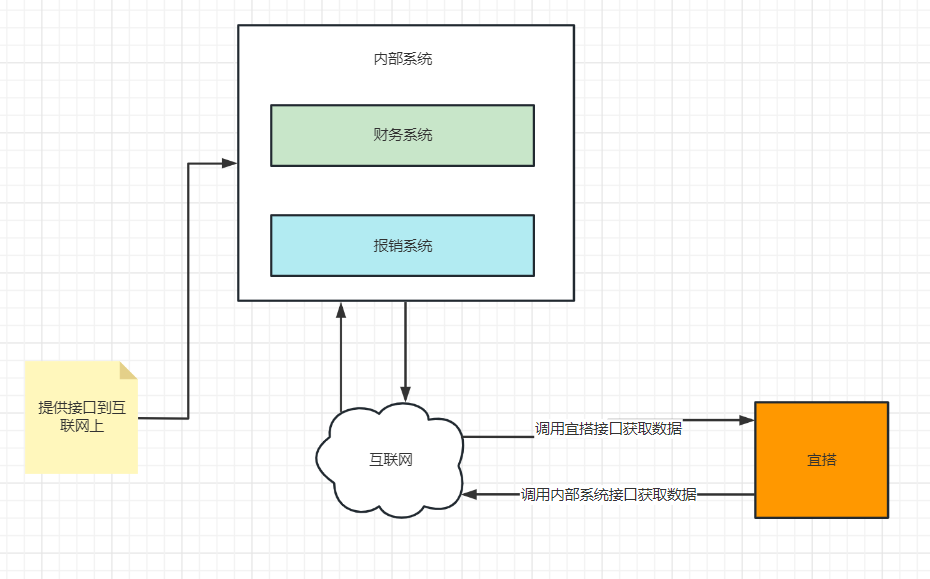 内部系统
财务系统
报销系统
提供接口到互
联网上
调用宜搭接口获取数据
互联网
宜搭
调用内部系统接口获取数据